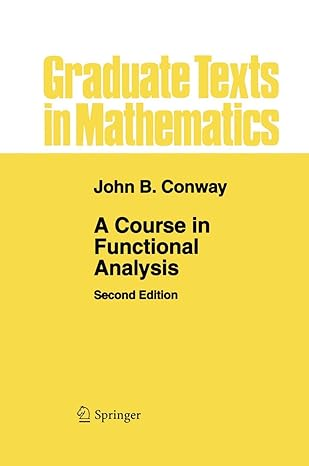 Graduate Texts
in Mathematics
John B. Conway
A Course in
Functional
Analysis
Second Edition
Springer